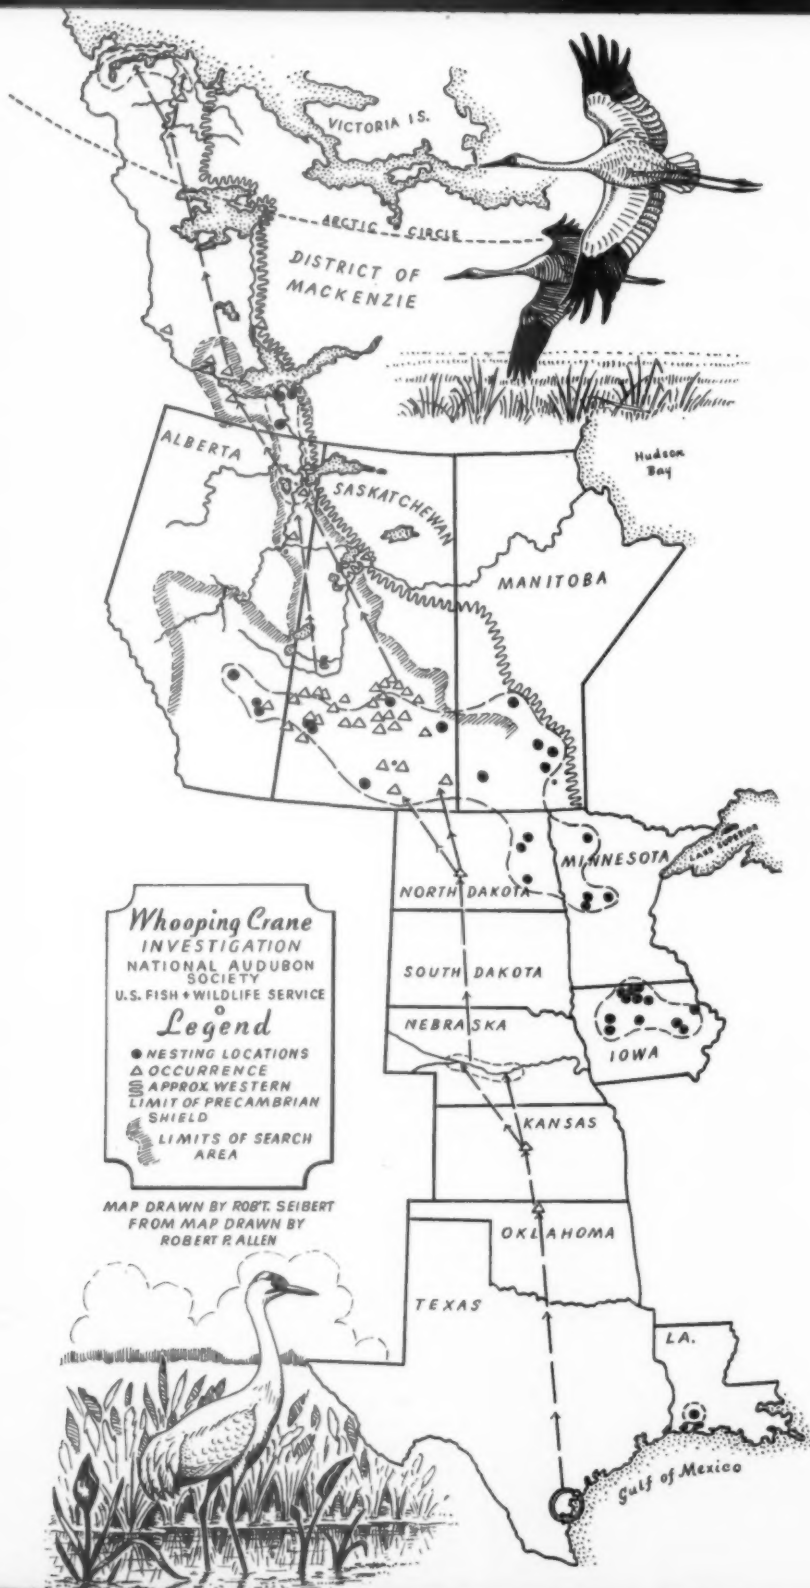 VICTORIA IS.
ARCTIC CIRCLE
DISTRICT OF
MACKENZIE
ALBERTA
SASKATCHEWAN
Hudson
Bay
MANITOBA
MINNESOTA
LAKE SUPERIOR
NORTH DAKOTA
SOUTH DAKOTA
NEBRASKA
IOWA
KANSAS
OKLAHOMA
TEXAS
LA.
Gulf of Mexico
Whooping Crane
INVESTIGATION
NATIONAL AUDUBON
SOCIETY
U.S. FISH + WILDLIFE SERVICE
Legend
NESTING LOCATIONS
OCCURRENCE
APPROX. WESTERN
LIMIT OF PRECAMBRIAN
SHIELD
LIMITS OF SEARCH
AREA
MAP DRAWN BY ROB'T. SEIBERT
FROM MAP DRAWN BY
ROBERT P. ALLEN